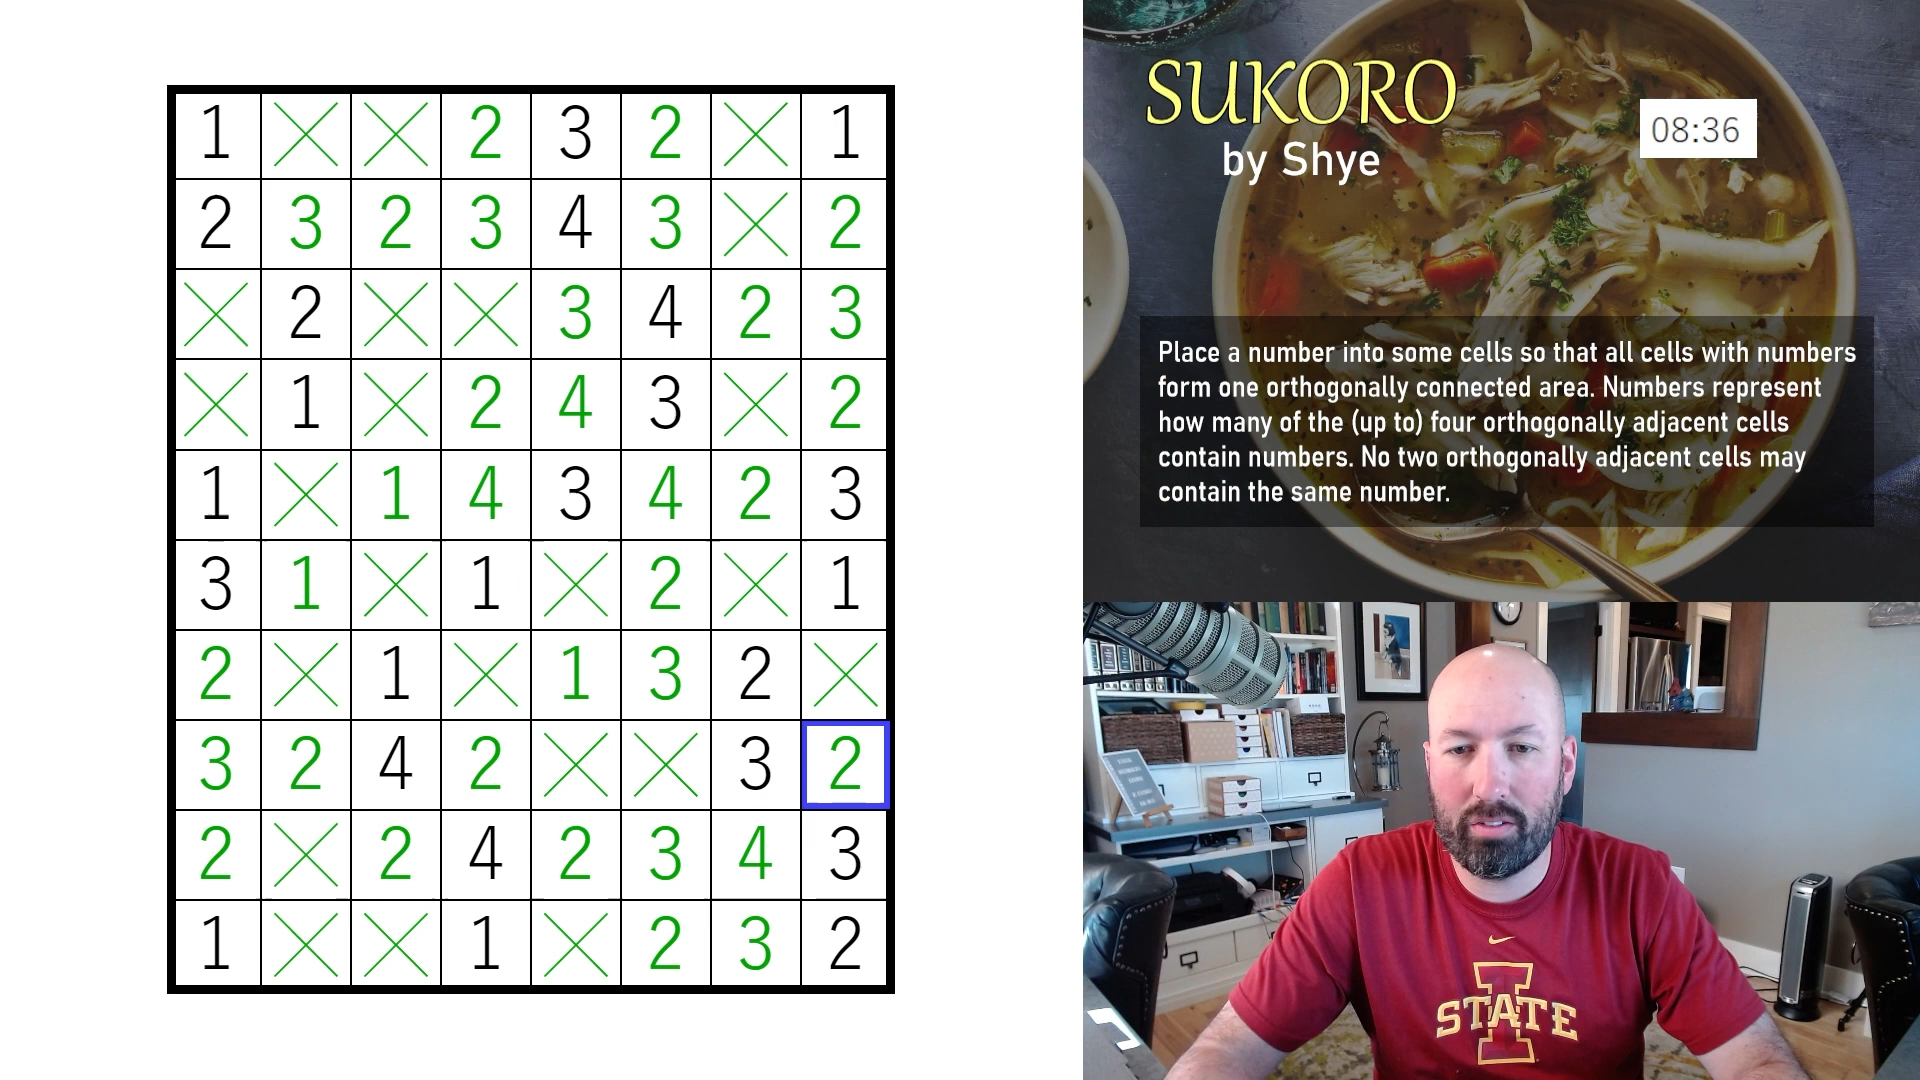 1 2 3 2 1
2 3 2 3 4 3 2
2 3 4 2 3
1 2 4 3 2
1 1 4 3 4 2 3
3 1 1 2 1
2 1 1 3 2
3 2 4 2 3 2
2 2 4 2 3 4 3
1 1 2 3 2
SUKORO
by Shye
08:36
Place a number into some cells so that all cells with numbers
form one orthogonally connected area. Numbers represent
how many of the (up to) four orthogonally adjacent cells
contain numbers. No two orthogonally adjacent cells may
contain the same number.
STATE